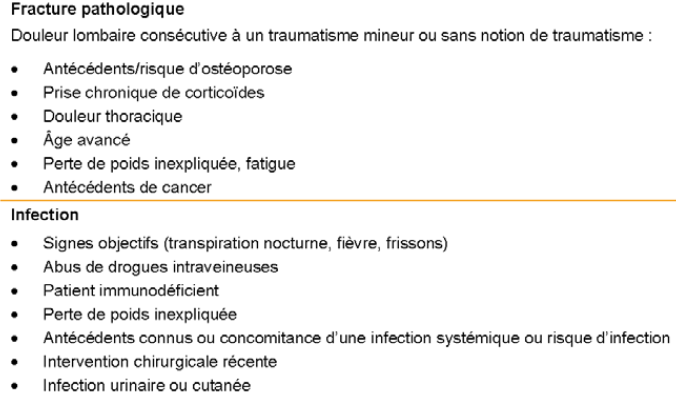 Fracture pathologique
Douleur lombaire consécutive à un traumatisme mineur ou sans notion de traumatisme :
• Antécédents/risque d'ostéoporose
• Prise chronique de corticoïdes
• Douleur thoracique
• Âge avancé
• Perte de poids inexpliquée, fatigue
• Antécédents de cancer
Infection
• Signes objectifs (transpiration nocturne, fièvre, frissons)
• Abus de drogues intraveineuses
• Patient immunodéficient
• Perte de poids inexpliquée
• Antécédents connus ou concomitance d'une infection systémique ou risque d'infection
• Intervention chirurgicale récente
• Infection urinaire ou cutanée